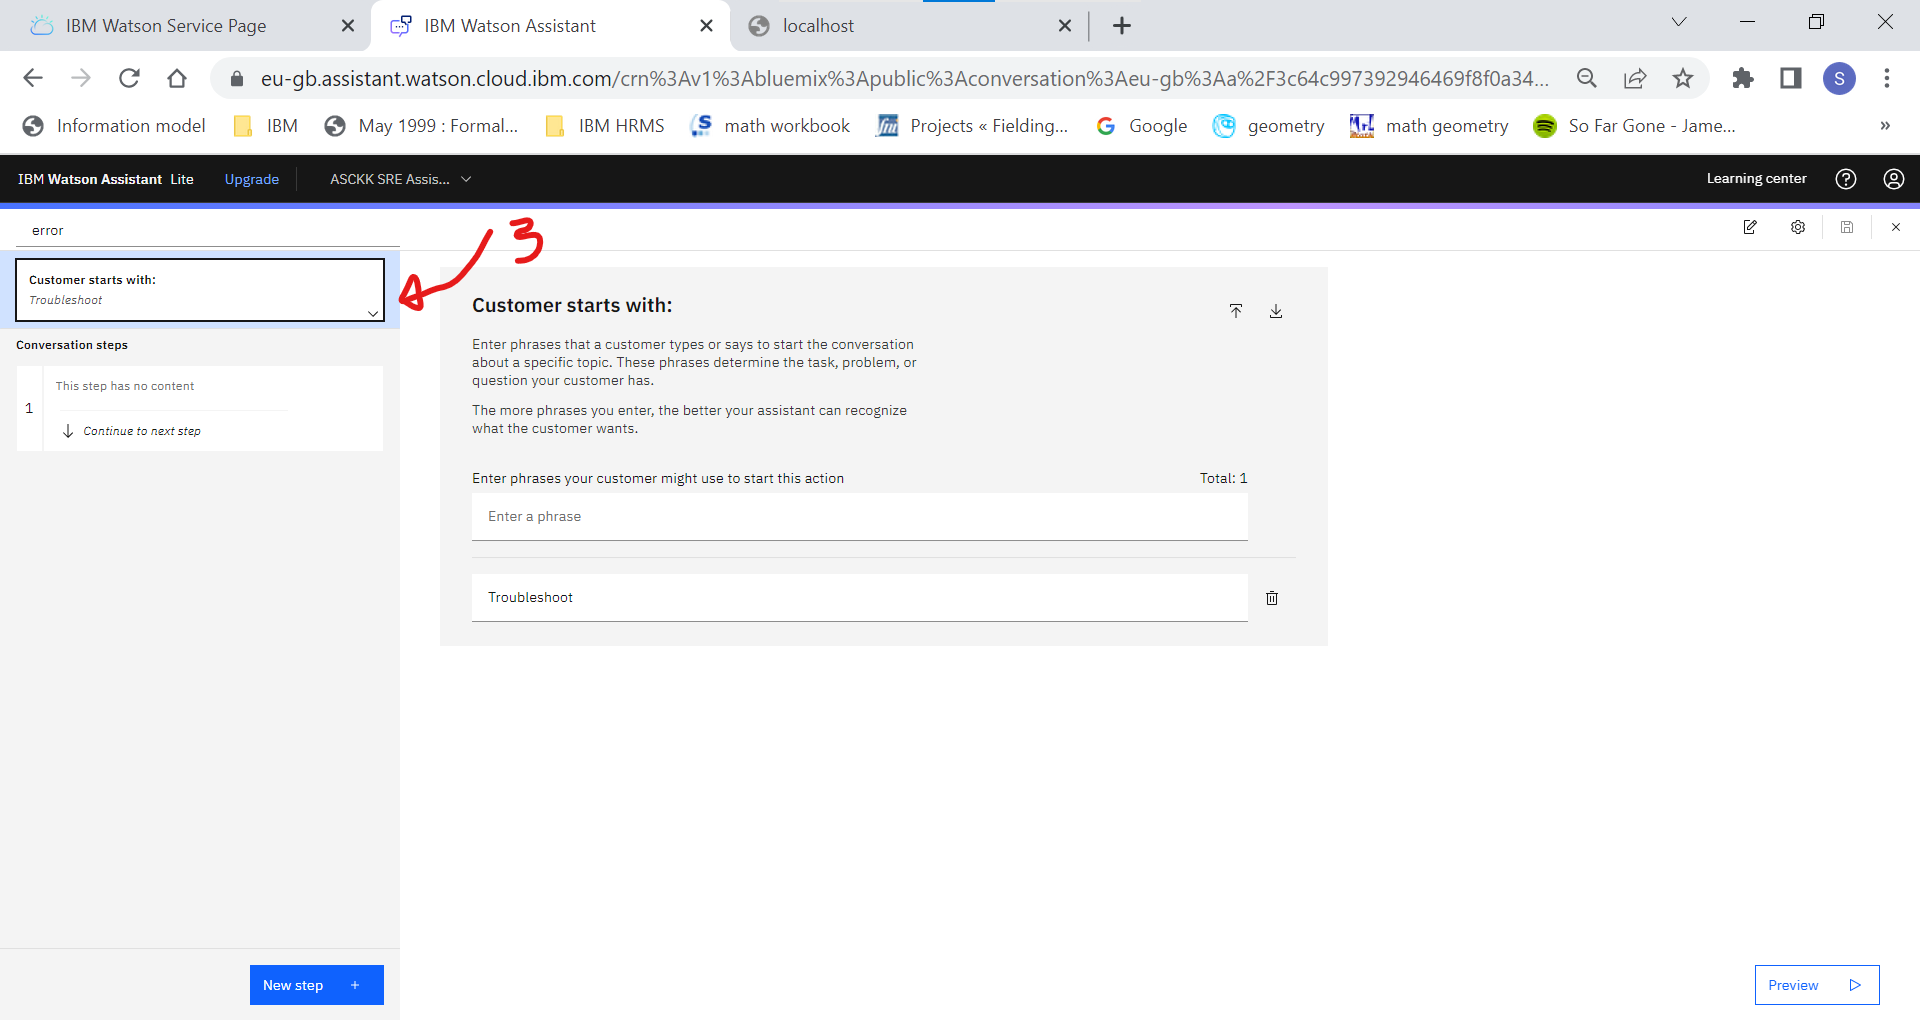 IBM Watson Service Page
IBM Watson Assistant
localhost
eu-gb.assistant.watson.cloud.ibm.com/crn%3Av1%3Abluemix%3Apublic%3Aconversation%3Aeu-gb%3Aa%2F3c64c997392946469f8f0a34...
S
Information model
IBM
May 1999 : Formal...
IBM HRMS
math workbook
Projects « Fielding...
Google
geometry
math geometry
So Far Gone - Jame...
»
IBM Watson Assistant Lite
Upgrade
ASCKK SRE Assis...
Learning center
error
3
Customer starts with:
Troubleshoot
Conversation steps
1
This step has no content
Continue to next step
New step +
Customer starts with:
Enter phrases that a customer types or says to start the conversation
about a specific topic. These phrases determine the task, problem, or
question your customer has.
The more phrases you enter, the better your assistant can recognize
what the customer wants.
Enter phrases your customer might use to start this action
Total: 1
Enter a phrase
Troubleshoot
Preview